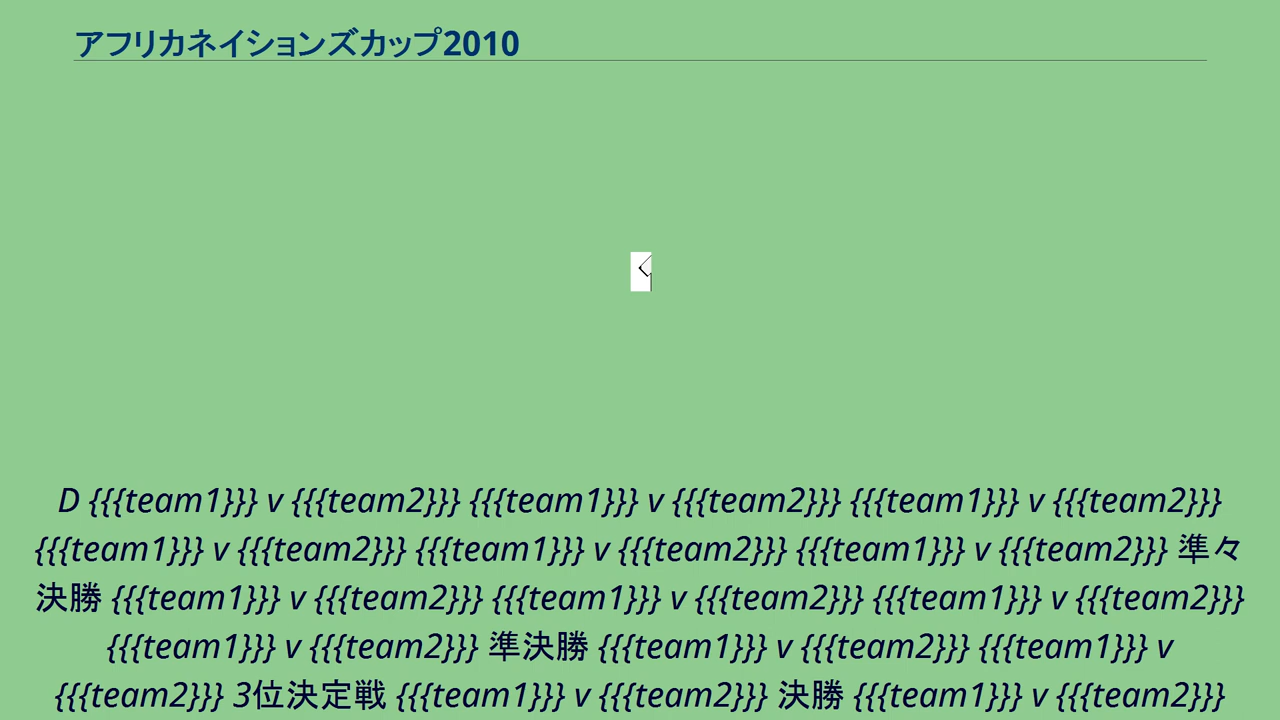 アフリカネイションズカップ2010
D {{{team1}}} v {{{team2}}} {{{team1}}} v {{{team2}}} {{{team1}}} v {{{team2}}}
{{{team1}}} v {{{team2}}} {{{team1}}} v {{{team2}}} {{{team1}}} v {{{team2}}} 準々
決勝 {{{team1}}} v {{{team2}}} {{{team1}}} v {{{team2}}} {{{team1}}} v {{{team2}}}
{{{team1}}} v {{{team2}}} 準決勝 {{{team1}}} v {{{team2}}} {{{team1}}} v
{{{team2}}} 3位決定戦 {{{team1}}} v {{{team2}}} 決勝 {{{team1}}} v {{{team2}}}